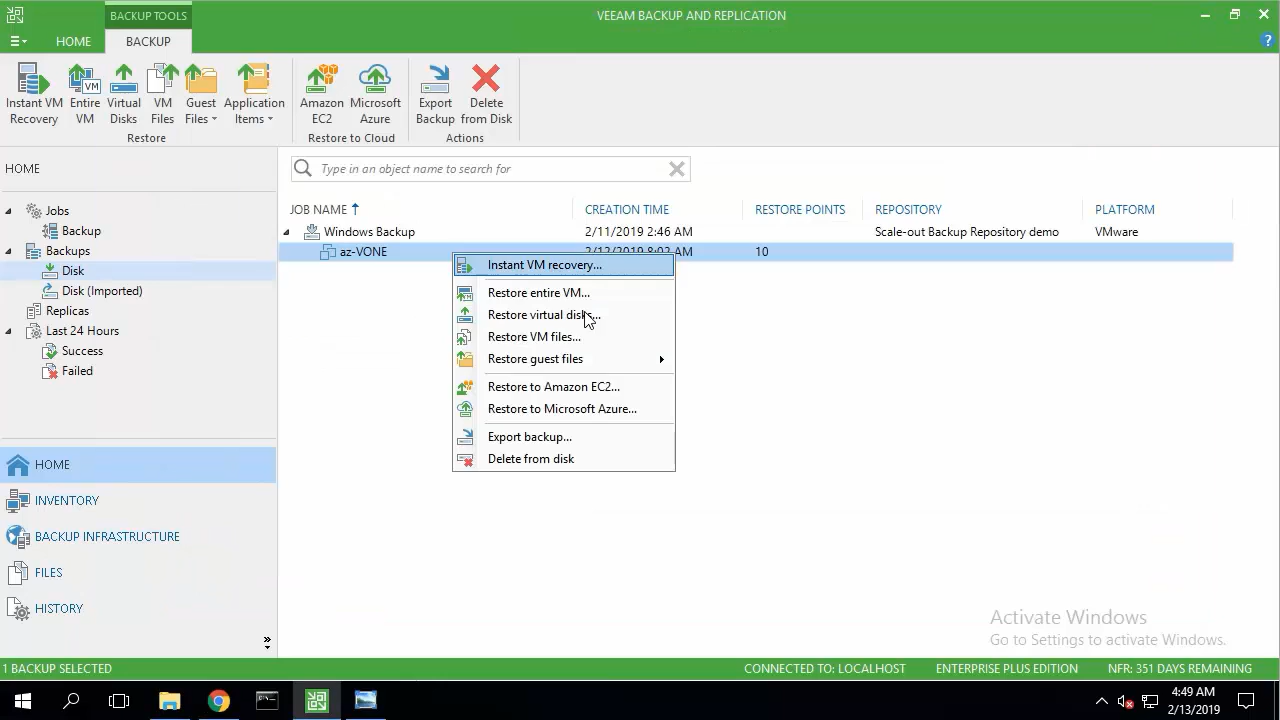 BACKUP TOOLS
VEEAM BACKUP AND REPLICATION
HOME
BACKUP
?
Instant VM Recovery
Entire VM
Virtual Disks
VM Files
Guest Files
Application Items
Amazon EC2
Microsoft Azure
Export Backup
Delete from Disk
Restore
Restore to Cloud
Actions
HOME
Type in an object name to search for
Jobs
Backup
Backups
Disk
Disk (Imported)
Replicas
Last 24 Hours
Success
Failed
JOB NAME CREATION TIME RESTORE POINTS REPOSITORY PLATFORM
Windows Backup 2/11/2019 2:46 AM Scale-out Backup Repository demo VMware
az-VONE 2/12/2019 8:02 AM 10
Instant VM recovery...
Restore entire VM...
Restore virtual disks...
Restore VM files...
Restore guest files
Restore to Amazon EC2...
Restore to Microsoft Azure...
Export backup...
Delete from disk
HOME
INVENTORY
BACKUP INFRASTRUCTURE
FILES
HISTORY
Activate Windows
Go to Settings to activate Windows.
1 BACKUP SELECTED
CONNECTED TO: LOCALHOST
ENTERPRISE PLUS EDITION
NFR: 351 DAYS REMAINING
4:49 AM
2/13/2019